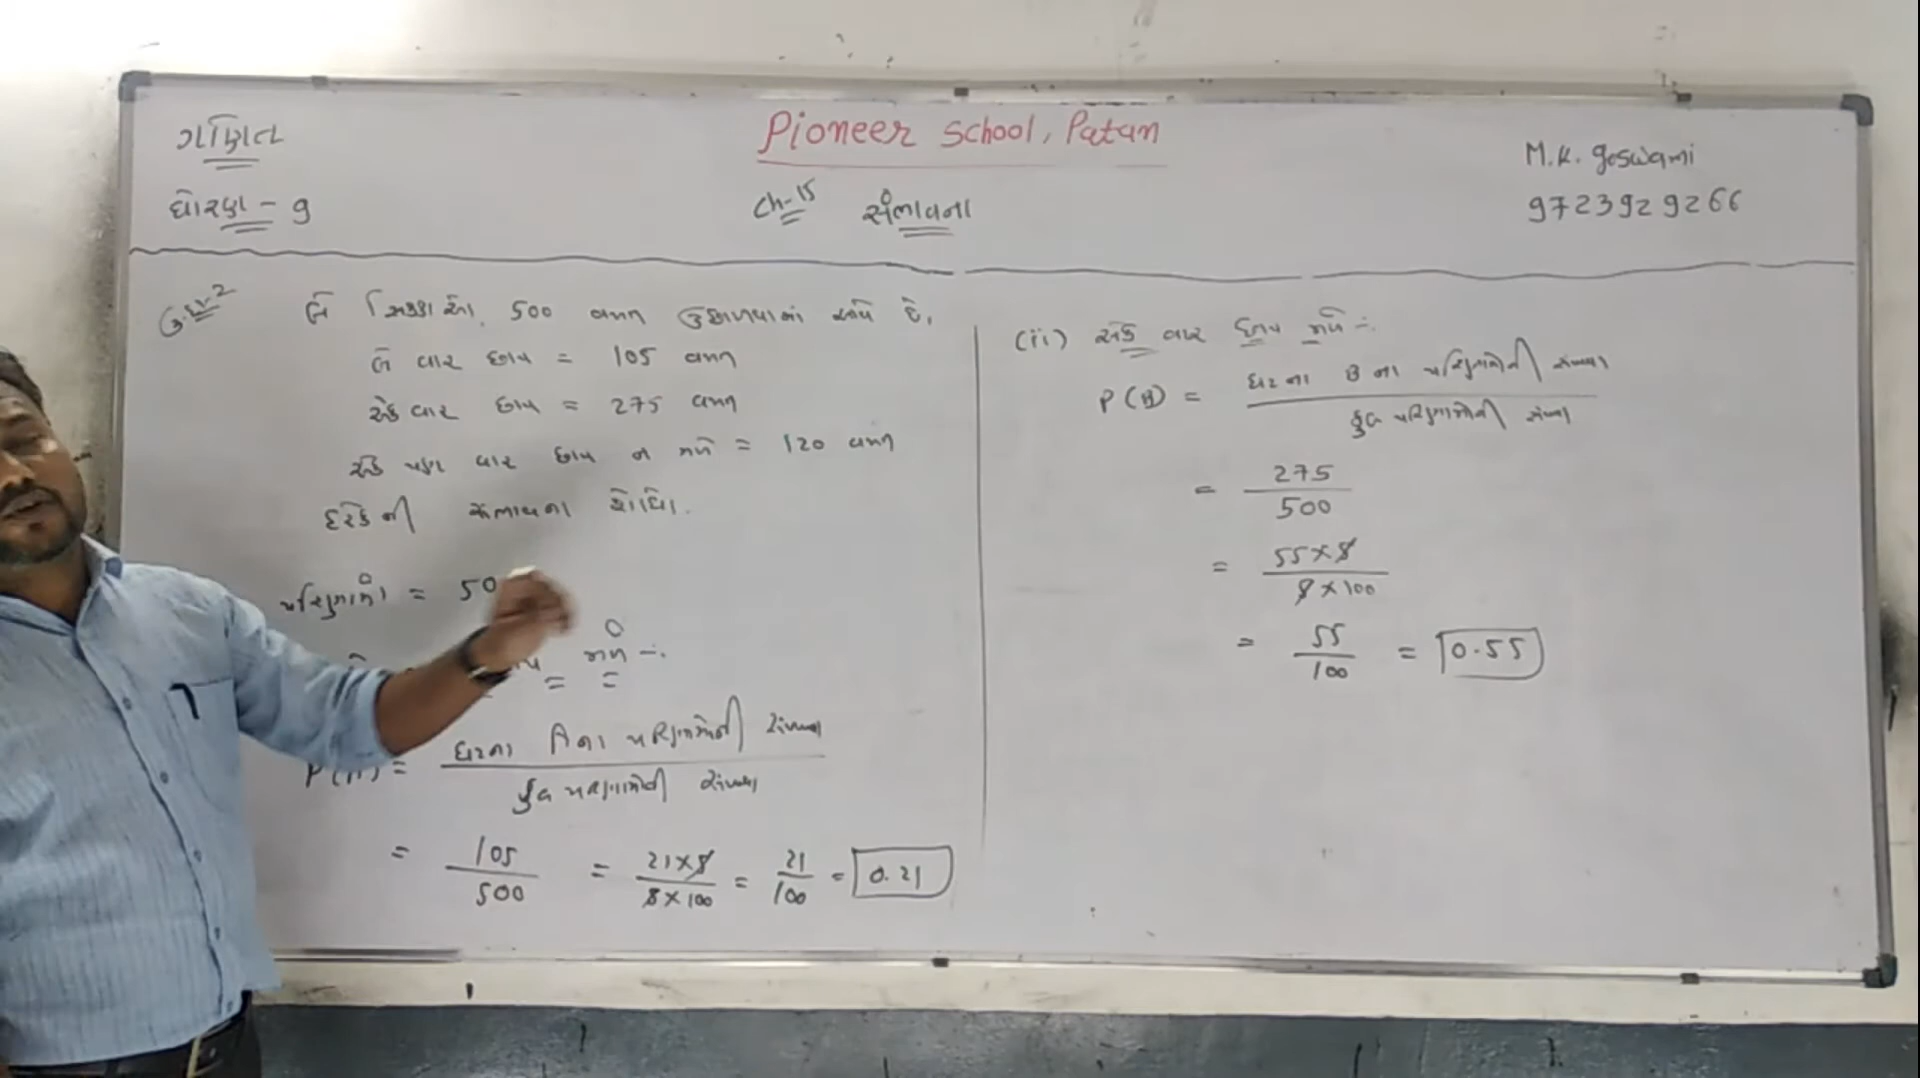 ગણિત
ધોરણ - 9
Pioneer School, Patan
Ch-15 સંભાવના
M.K. Goswami
9723929266
ઉદા-2 બે સિક્કાઓને 500 વખત ઉછાળવામાં આવે છે.
બે વાર છાપ = 105 વખત
એક વાર છાપ = 275 વખત
એક પણ વાર છાપ ન મળે = 120 વખત
દરેકની સંભાવના શોધો.
પરિણામો = 50
મળે :-
P(A) = ઘટના A ના પરિણામોની સંખ્યા
કુલ પરિણામોની સંખ્યા
= 105/500 = 21×5/5×100 = 21/100 = 0.21
(ii) એક વાર છાપ મળે :-
P(B) = ઘટના B ના પરિણામોની સંખ્યા
કુલ પરિણામોની સંખ્યા
= 275/500
= 55×5/5×100
= 55/100 = 0.55